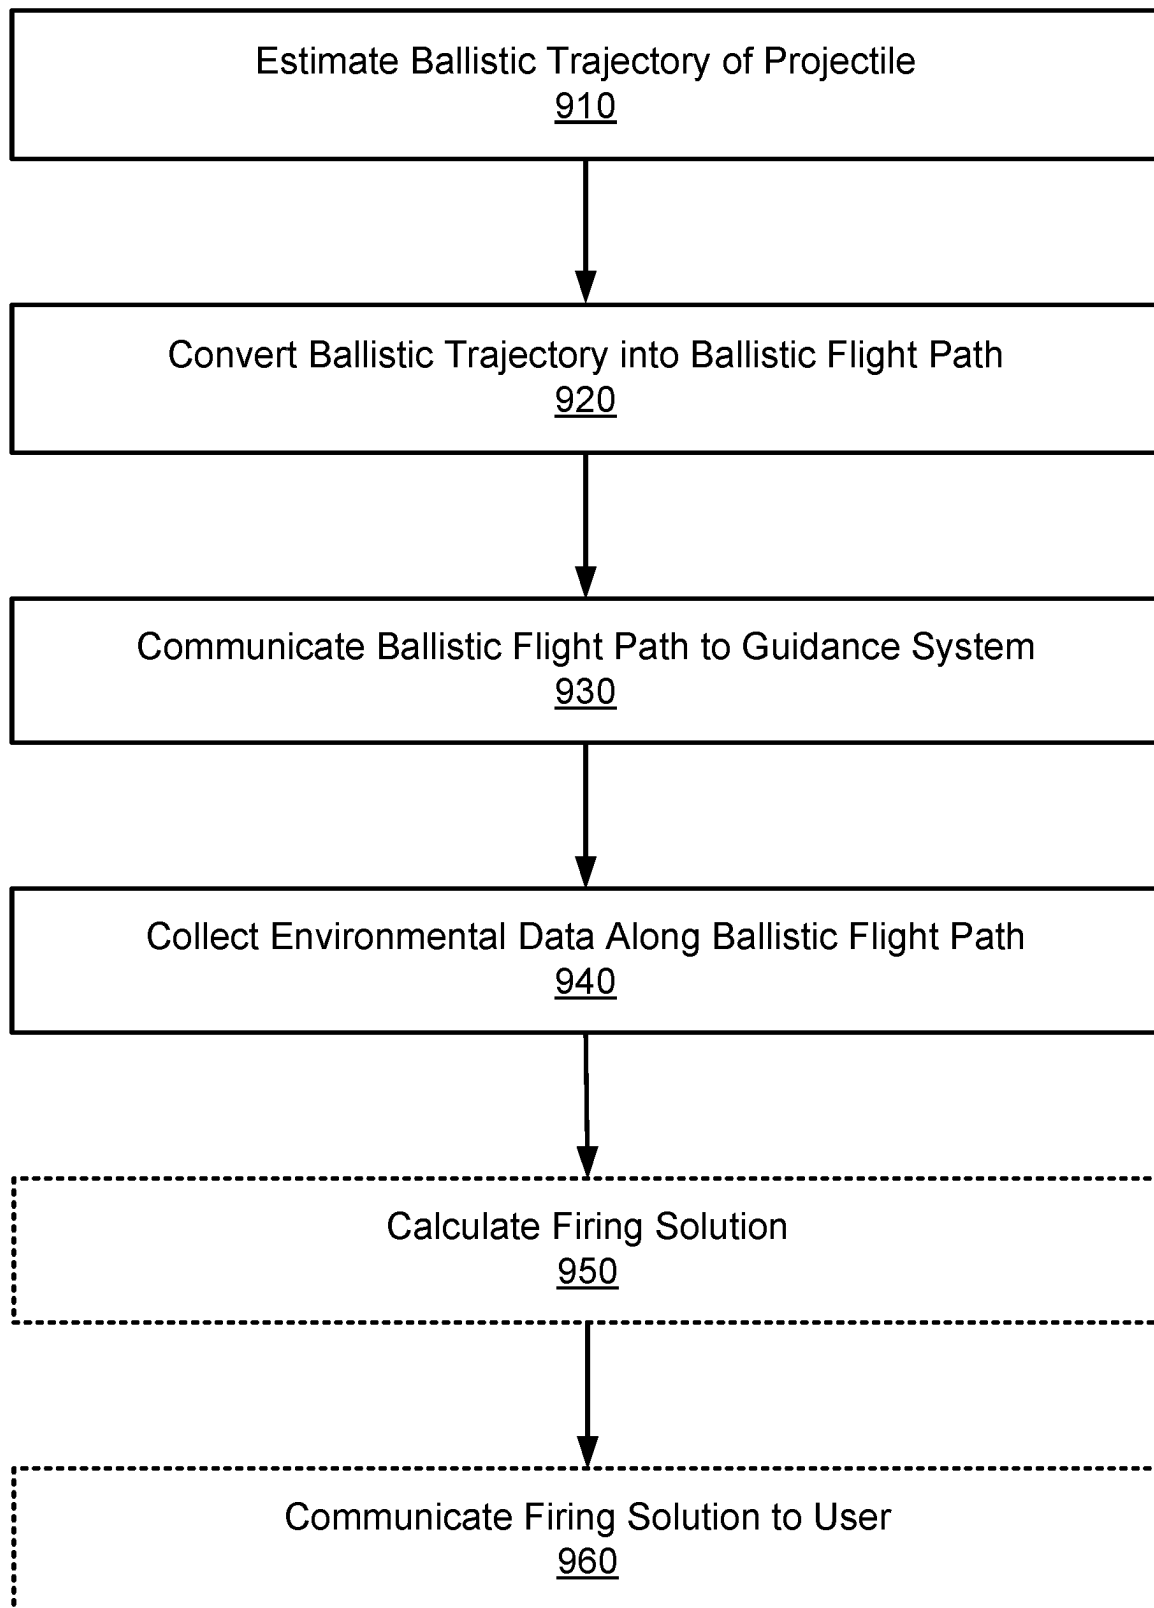 Estimate Ballistic Trajectory of Projectile
910
Convert Ballistic Trajectory into Ballistic Flight Path
920
Communicate Ballistic Flight Path to Guidance System
930
Collect Environmental Data Along Ballistic Flight Path
940
Calculate Firing Solution
950
Communicate Firing Solution to User
960